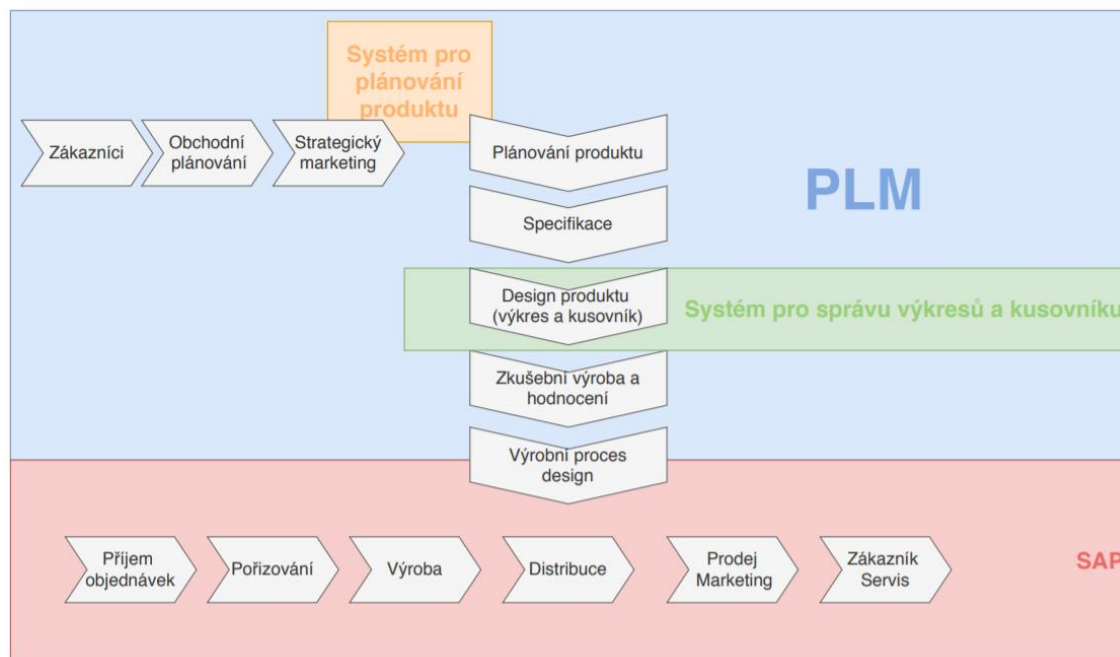 Systém pro
plánování
produktu
Zákazníci
Obchodní
plánování
Strategický
marketing
Plánování produktu
PLM
Specifikace
Design produktu
(výkres a kusovník)
Systém pro správu výkresů a kusovníku
Zkušební výroba a
hodnocení
Výrobní proces
design
Příjem
objednávek
Pořizování
Výroba
Distribuce
Prodej
Marketing
Zákazník
Servis
SAP